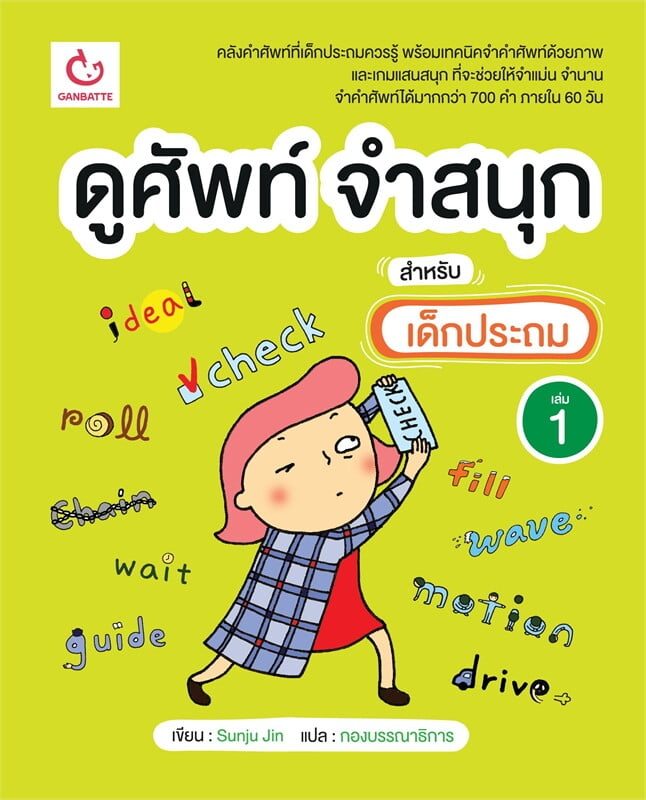 GANBATTE
คลังคำศัพท์ที่เด็กประถมควรรู้ พร้อมเทคนิคจำคำศัพท์ด้วยภาพ
และเกมแสนสนุก ที่จะช่วยให้จำแม่น จำนาน
จำคำศัพท์ได้มากกว่า 700 คำ ภายใน 60 วัน
ดูศัพท์ จำสนุก
สำหรับ
เด็กประถม
เล่ม
1
ideal
check
roll
CHECK
fill
chain
wave
wait
motion
guide
drive
เขียน : Sunju Jin แปล : กองบรรณาธิการ